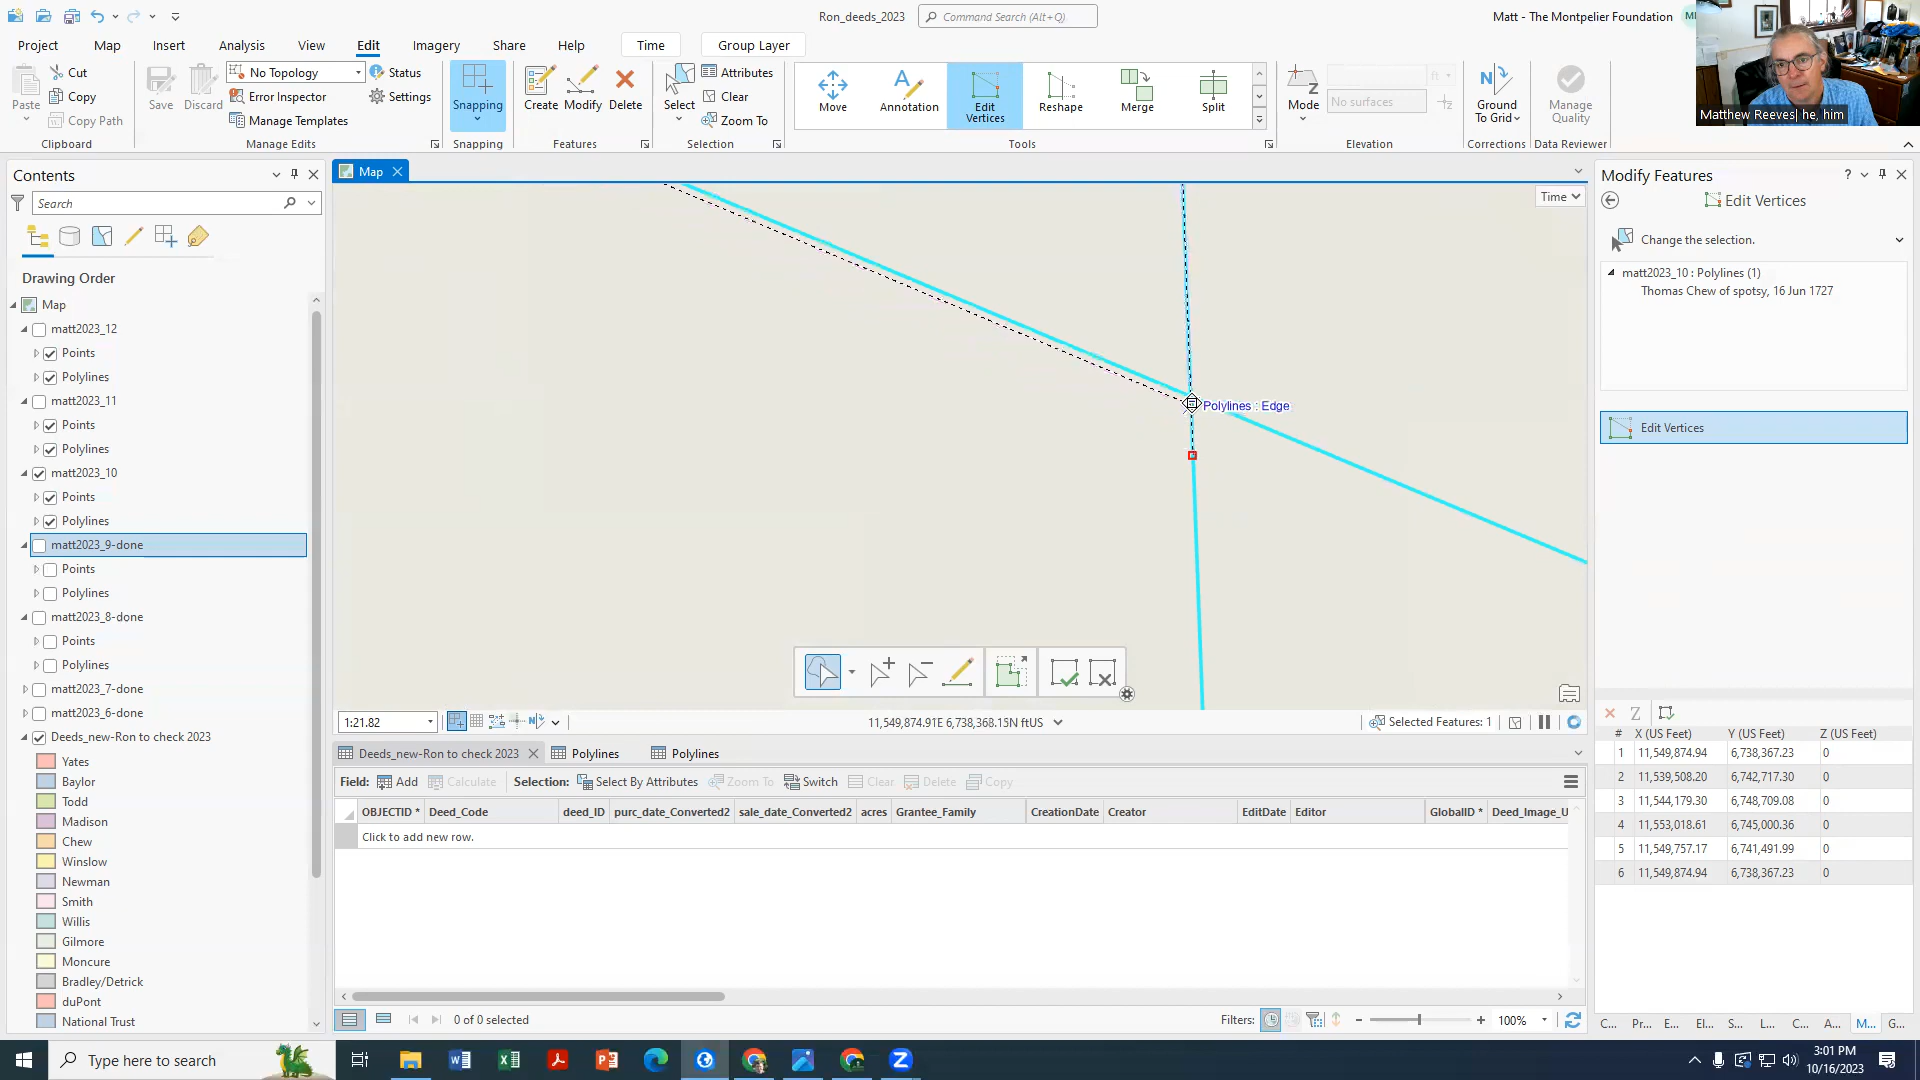 Ron_deeds_2023
Command Search (Alt+Q)
Matt - The Montpelier Foundation
Project
Map
Insert
Analysis
View
Edit
Imagery
Share
Help
Time
Group Layer
Paste
Cut
Copy
Copy Path
Clipboard
Save
Discard
No Topology
Error Inspector
Manage Templates
Status
Settings
Manage Edits
Snapping
Snapping
Create
Modify
Delete
Features
Select
Attributes
Clear
Zoom To
Selection
Move
Annotation
Edit
Vertices
Reshape
Merge
Split
Tools
Mode
ft
No surfaces
Elevation
Ground
To Grid
Corrections
Manage
Quality
Data Reviewer
Matthew Reeves| he, him
Contents
Search
Drawing Order
Map
matt2023_12
Points
Polylines
matt2023_11
Points
Polylines
matt2023_10
Points
Polylines
matt2023_9-done
Points
Polylines
matt2023_8-done
Points
Polylines
matt2023_7-done
matt2023_6-done
Deeds_new-Ron to check 2023
Yates
Baylor
Todd
Madison
Chew
Winslow
Newman
Smith
Willis
Gilmore
Moncure
Bradley/Detrick
duPont
National Trust
Map
Time
Polylines : Edge
1:21.82
11,549,874.91E 6,738,368.15N ftUS
Selected Features: 1
Deeds_new-Ron to check 2023
Polylines
Polylines
Field: Add Calculate Selection: Select By Attributes Zoom To Switch Clear Delete Copy
OBJECTID * Deed_Code deed_ID purc_date_Converted2 sale_date_Converted2 acres Grantee_Family CreationDate Creator EditDate Editor GlobalID * Deed_Image_U
Click to add new row.
0 of 0 selected
Filters:
100%
Modify Features
Edit Vertices
Change the selection.
matt2023_10 : Polylines (1)
Thomas Chew of spotsy, 16 Jun 1727
Edit Vertices
# X (US Feet) Y (US Feet) Z (US Feet)
1 11,549,874.94 6,738,367.23 0
2 11,539,508.20 6,742,717.30 0
3 11,544,179.30 6,748,709.08 0
4 11,553,018.61 6,745,000.36 0
5 11,549,757.17 6,741,491.99 0
6 11,549,874.94 6,738,367.23 0
C... Pr... E... El... S... L... C... A... M... G...
Type here to search
3:01 PM
10/16/2023